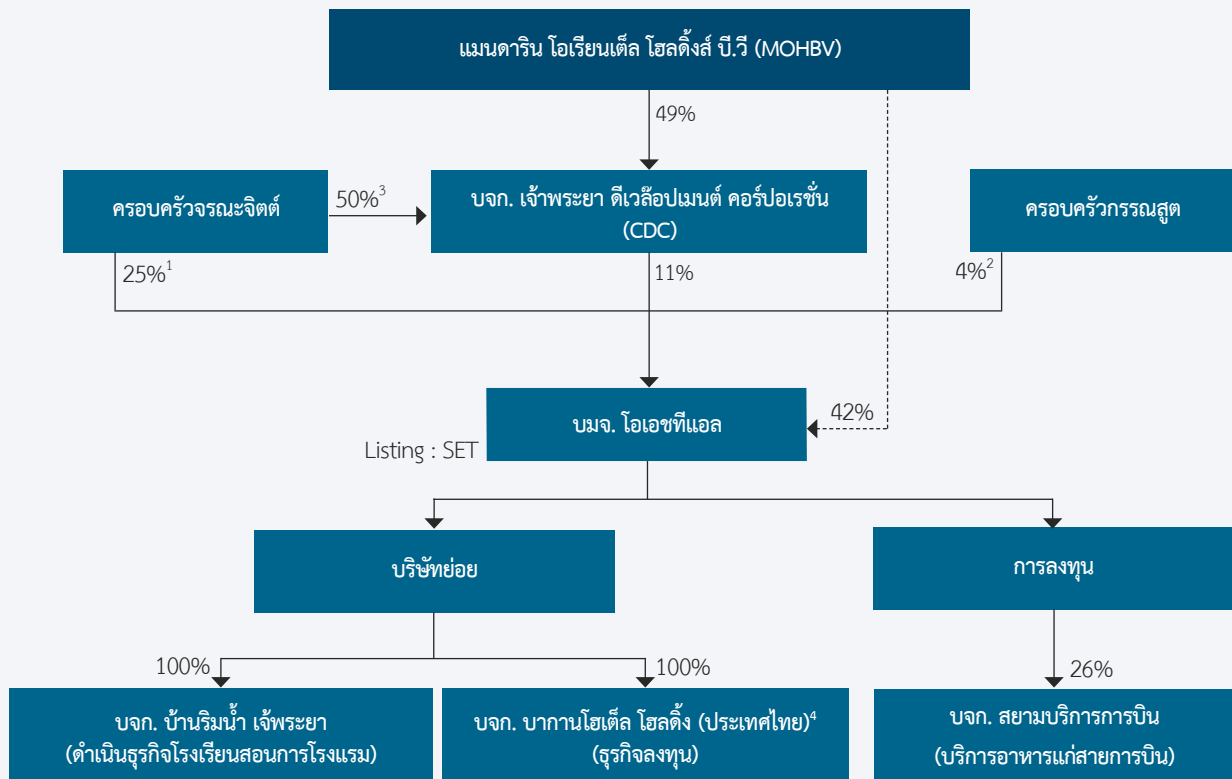 แมนดาริน โอเรียนเต็ล โฮลดิ้งส์ บี.วี (MOHBV)
49%
ครอบครัวจรณะจิตต์
50%³
บจก. เจ้าพระยา ดีเวล๊อปเมนต์ คอร์ปอเรชั่น
(CDC)
ครอบครัวกรรณสูต
25%¹
11%
4%²
บมจ. โอเอชทีแอล
42%
Listing : SET
บริษัทย่อย
การลงทุน
100%
100%
26%
บจก. บ้านริมน้ำ เจ้พระยา
(ดำเนินธุรกิจโรงเรียนสอนการโรงแรม)
บจก. บากานโฮเต็ล โฮลดิ้ง (ประเทศไทย)⁴
(ธุรกิจลงทุน)
บจก. สยามบริการการบิน
(บริการอาหารแก่สายการบิน)